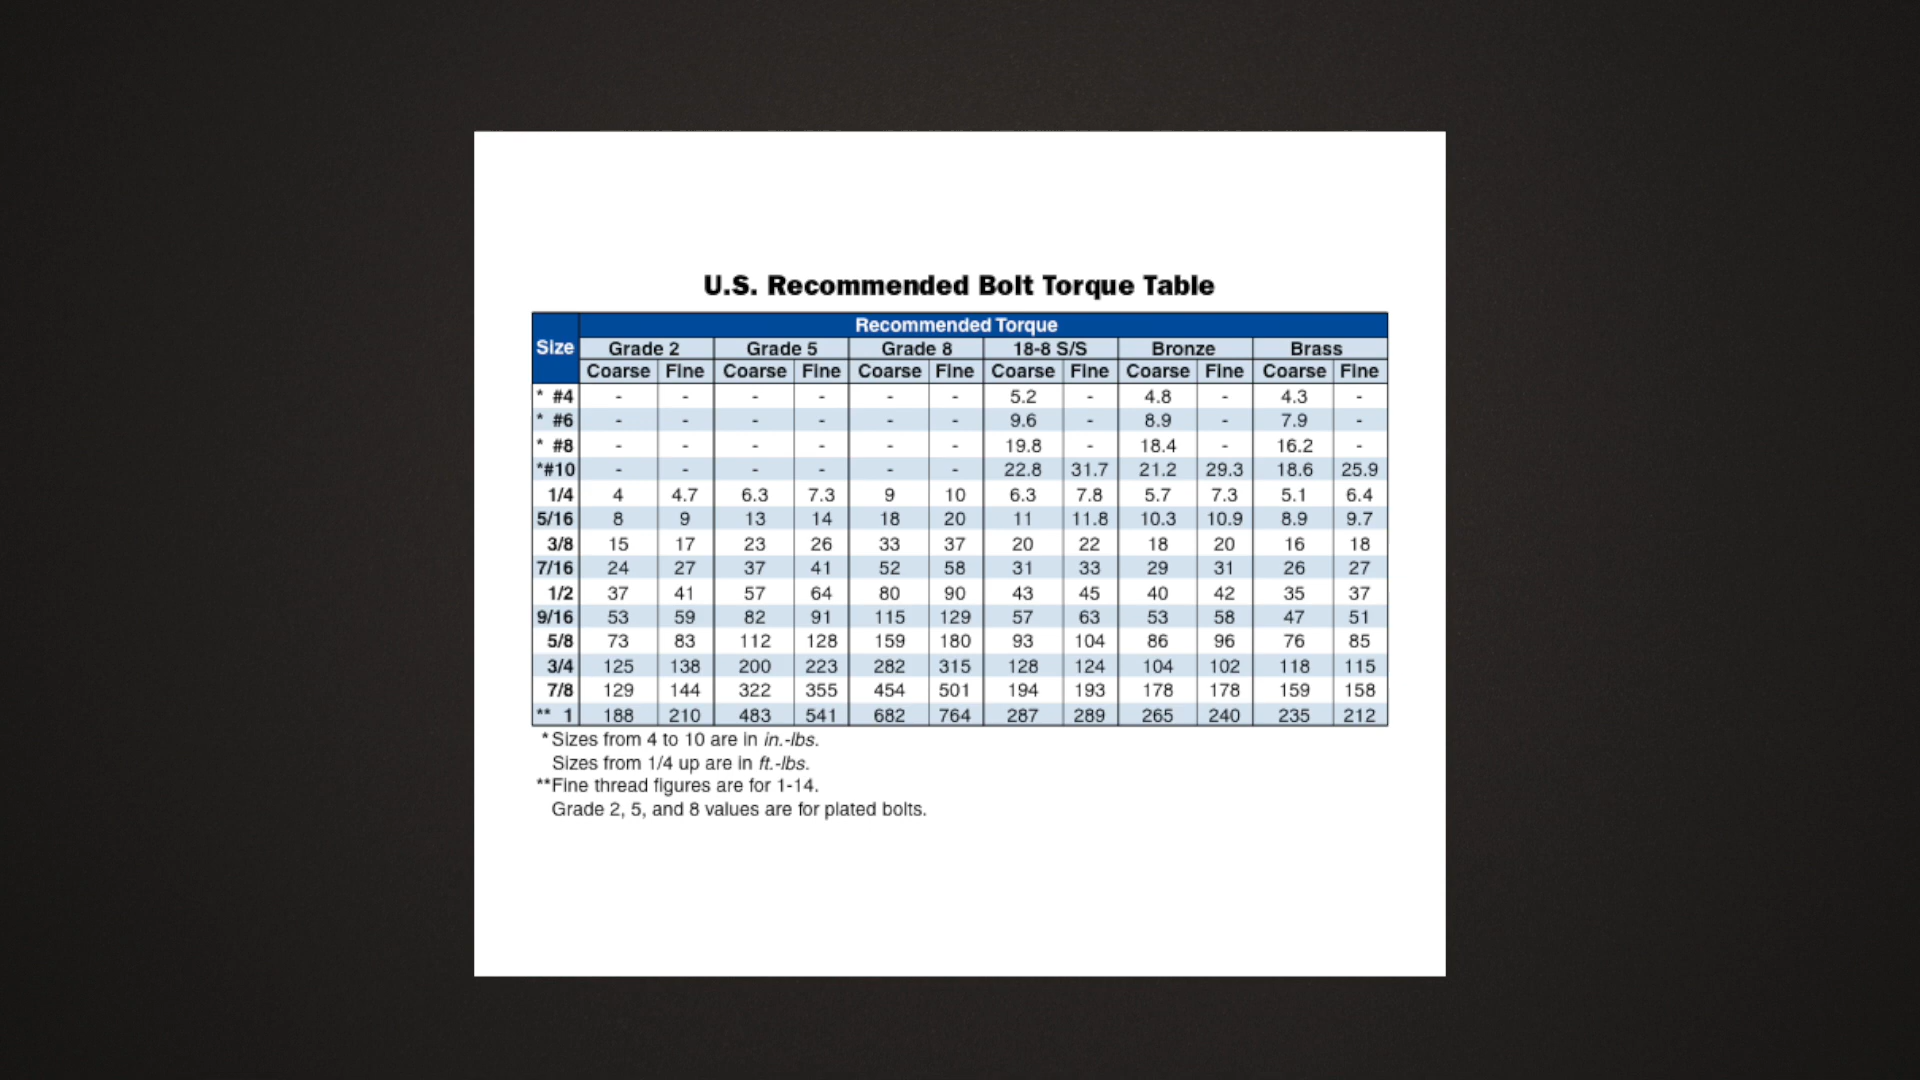 U.S. Recommended Bolt Torque Table
Size Recommended Torque
Grade 2 Grade 5 Grade 8 18-8 S/S Bronze Brass
Coarse Fine Coarse Fine Coarse Fine Coarse Fine Coarse Fine Coarse Fine
* #4 - - - - - - 5.2 - 4.8 - 4.3 -
* #6 - - - - - - 9.6 - 8.9 - 7.9 -
* #8 - - - - - - 19.8 - 18.4 - 16.2 -
*#10 - - - - - - 22.8 31.7 21.2 29.3 18.6 25.9
1/4 4 4.7 6.3 7.3 9 10 6.3 7.8 5.7 7.3 5.1 6.4
5/16 8 9 13 14 18 20 11 11.8 10.3 10.9 8.9 9.7
3/8 15 17 23 26 33 37 20 22 18 20 16 18
7/16 24 27 37 41 52 58 31 33 29 31 26 27
1/2 37 41 57 64 80 90 43 45 40 42 35 37
9/16 53 59 82 91 115 129 57 63 53 58 47 51
5/8 73 83 112 128 159 180 93 104 86 96 76 85
3/4 125 138 200 223 282 315 128 124 104 102 118 115
7/8 129 144 322 355 454 501 194 193 178 178 159 158
** 1 188 210 483 541 682 764 287 289 265 240 235 212
* Sizes from 4 to 10 are in in.-lbs.
Sizes from 1/4 up are in ft.-lbs.
**Fine thread figures are for 1-14.
Grade 2, 5, and 8 values are for plated bolts.